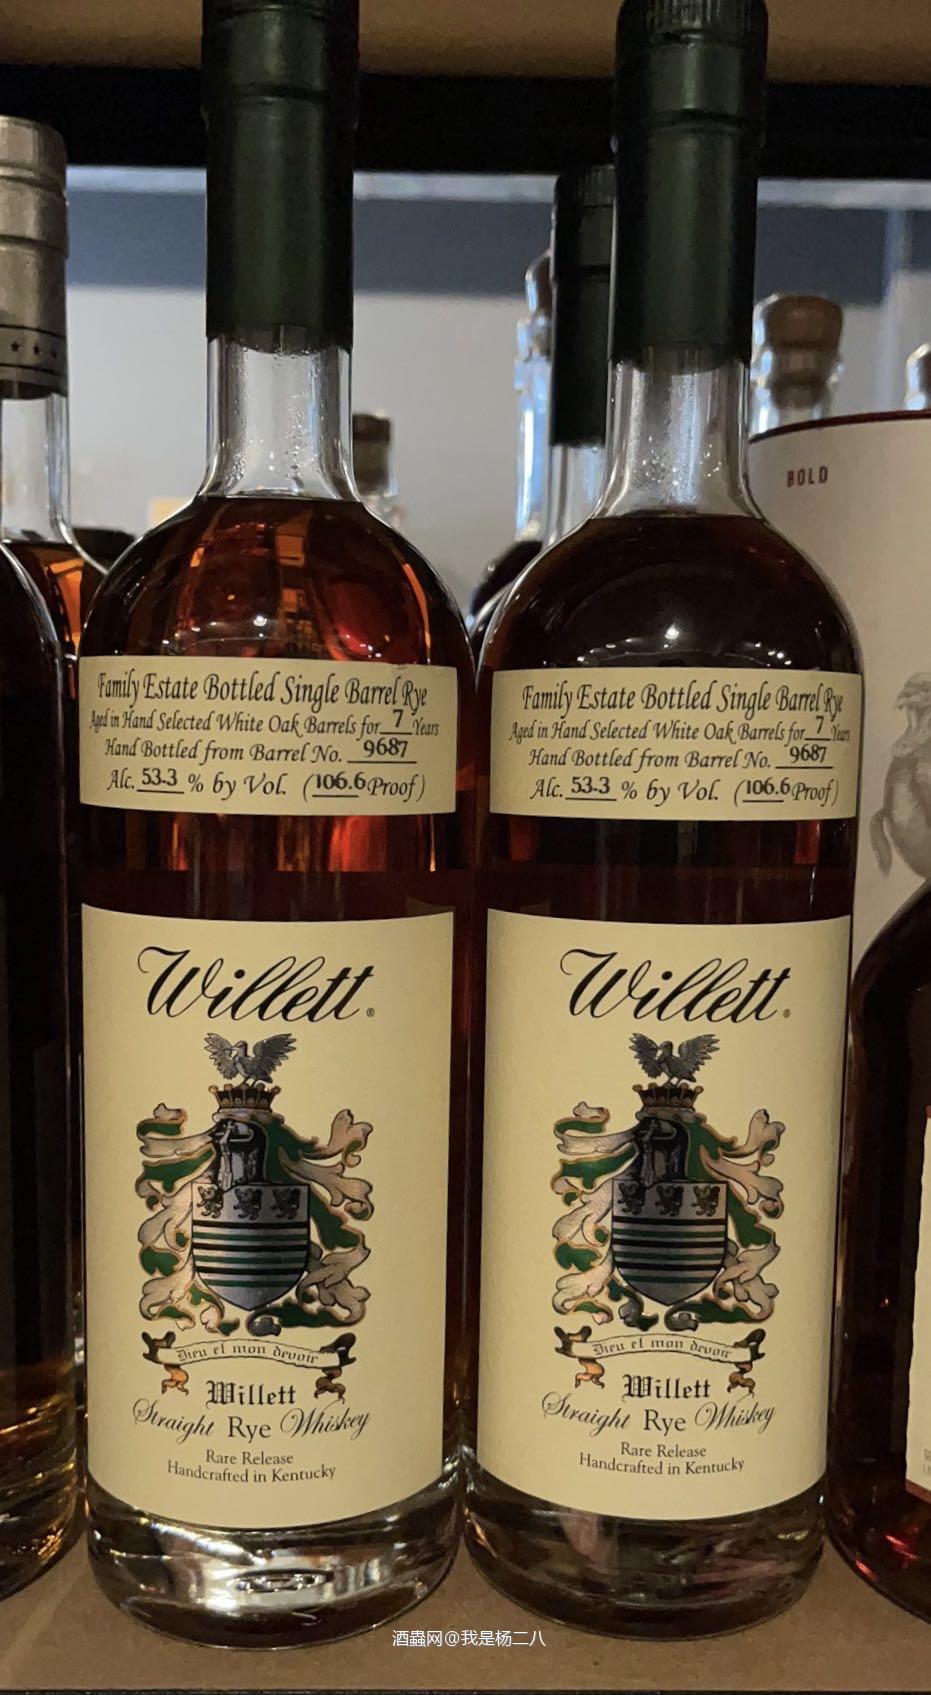 BOLD
Family Estate Bottled Single Barrel Rye
Aged in Hand Selected White Oak Barrels for 7 Years
Hand Bottled from Barrel No. 9687
Alc. 53.3 % by Vol. (106.6 Proof)
Willett®
Dieu et mon devoir
Willett
Straight Rye Whiskey
Rare Release
Handcrafted in Kentucky
Family Estate Bottled Single Barrel Rye
Aged in Hand Selected White Oak Barrels for 7 Years
Hand Bottled from Barrel No. 9687
Alc. 53.3 % by Vol. (106.6 Proof)
Willett®
Dieu et mon devoir
Willett
Straight Rye Whiskey
Rare Release
Handcrafted in Kentucky
酒蟲网@我是杨二八